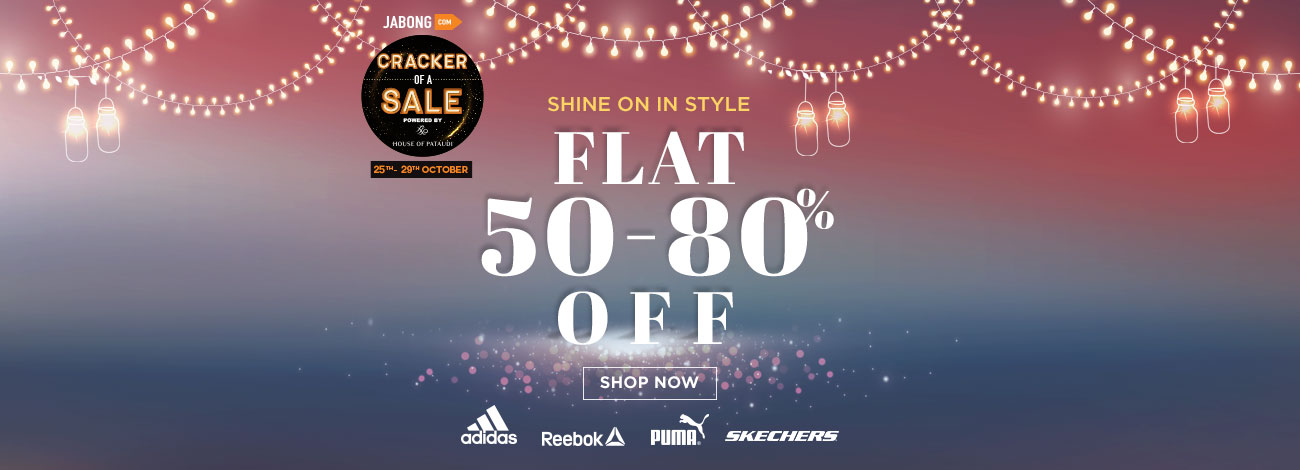 JABONG COM
CRACKER
OF A
SALE
POWERED BY
HOUSE OF PATAUDI
25TH- 29TH OCTOBER
SHINE ON IN STYLE
FLAT
50-80%
OFF
SHOP NOW
adidas Reebok PUMA® SKECHERS